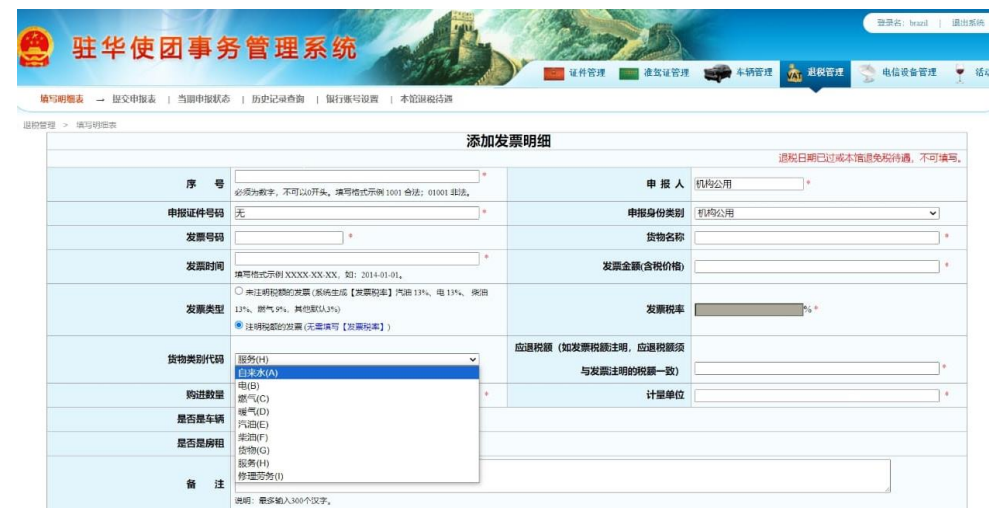 登录名: brazil | 退出系统
驻华使团事务管理系统
证件管理 准驾证管理 车辆管理 VAT 退税管理 电信设备管理 活动
填写明细表 → 提交申报表 | 当期申报状态 | 历史记录查询 | 银行账号设置 | 本馆退税待遇
退税管理 > 填写明细表
添加发票明细
退税日期已过或本馆退免税待遇，不可填写。
序 号 * 必须为数字，不可以0开头。填写格式示例 1001 合法；01001 非法。
申 报 人 机构公用 *
申报证件号码 无 *
申报身份类别 机构公用
发票号码 *
货物名称 *
发票时间 * 填写格式示例 XXXX-XX-XX，如：2014-01-01。
发票金额(含税价格) *
发票类型
未注明税额的发票 (系统生成【发票税率】汽油 13%、电 13%、 柴油
13%、燃气 9%、其他默认3%)
注明税额的发票 (无需填写【发票税率】)
发票税率 % *
货物类别代码 服务(H)
应退税额（如发票税额注明，应退税额须
与发票注明的税额一致） *
自来水(A)
电(B)
燃气(C)
暖气(D)
汽油(E)
柴油(F)
货物(G)
服务(H)
修理劳务(I)
购进数量 *
计量单位 *
是否是车辆
是否是房租
备 注
说明：最多输入300个汉字。